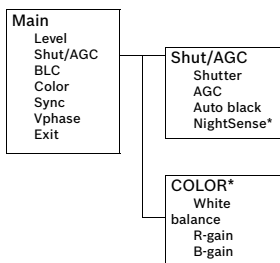 Main
Level
Shut/AGC
BLC
Color
Sync
Vphase
Exit
Shut/AGC
Shutter
AGC
Auto black
NightSense*
COLOR*
White
balance
R-gain
B-gain